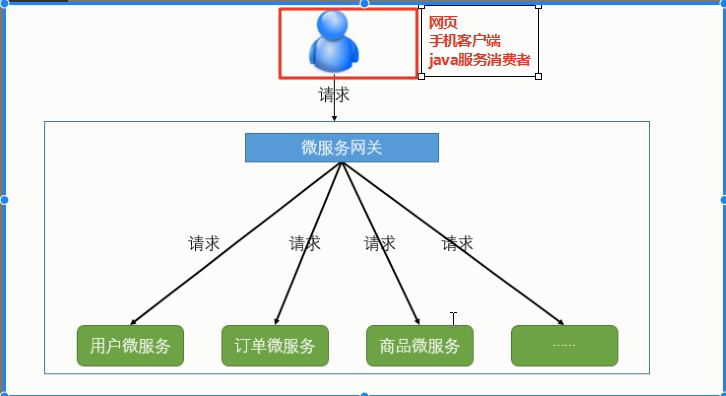 网页
手机客户端
java服务消费者
请求
微服务网关
请求
请求
请求
请求
用户微服务
订单微服务
商品微服务
······